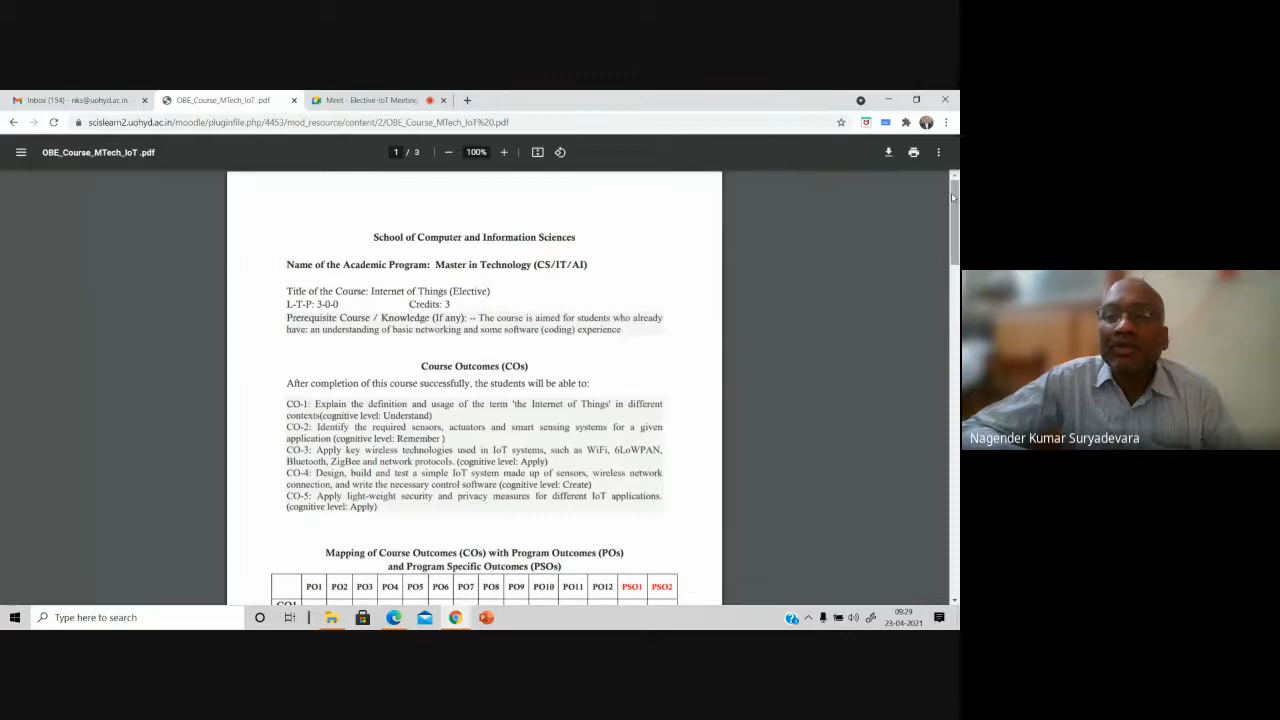 Inbox (154) - nks@uohyd.ac.in -
OBE_Course_MTech_IoT .pdf
Meet - Elective-IoT Meeting
scislearn2.uohyd.ac.in/moodle/pluginfile.php/4453/mod_resource/content/2/OBE_Course_MTech_IoT%20.pdf
OBE_Course_MTech_IoT .pdf
1 / 3
100%
School of Computer and Information Sciences
Name of the Academic Program: Master in Technology (CS/IT/AI)
Title of the Course: Internet of Things (Elective)
L-T-P: 3-0-0 Credits: 3
Prerequisite Course / Knowledge (If any): -- The course is aimed for students who already
have: an understanding of basic networking and some software (coding) experience
Course Outcomes (COs)
After completion of this course successfully, the students will be able to:
CO-1: Explain the definition and usage of the term 'the Internet of Things' in different
contexts(cognitive level: Understand)
CO-2: Identify the required sensors, actuators and smart sensing systems for a given
application (cognitive level: Remember )
CO-3: Apply key wireless technologies used in IoT systems, such as WiFi, 6LoWPAN,
Bluetooth, ZigBee and network protocols. (cognitive level: Apply)
CO-4: Design, build and test a simple IoT system made up of sensors, wireless network
connection, and write the necessary control software (cognitive level: Create)
CO-5: Apply light-weight security and privacy measures for different IoT applications.
(cognitive level: Apply)
Mapping of Course Outcomes (COs) with Program Outcomes (POs)
and Program Specific Outcomes (PSOs)
PO1 PO2 PO3 PO4 PO5 PO6 PO7 PO8 PO9 PO10 PO11 PO12 PSO1 PSO2
CO1
Nagender Kumar Suryadevara
Type here to search
09:29
23-04-2021